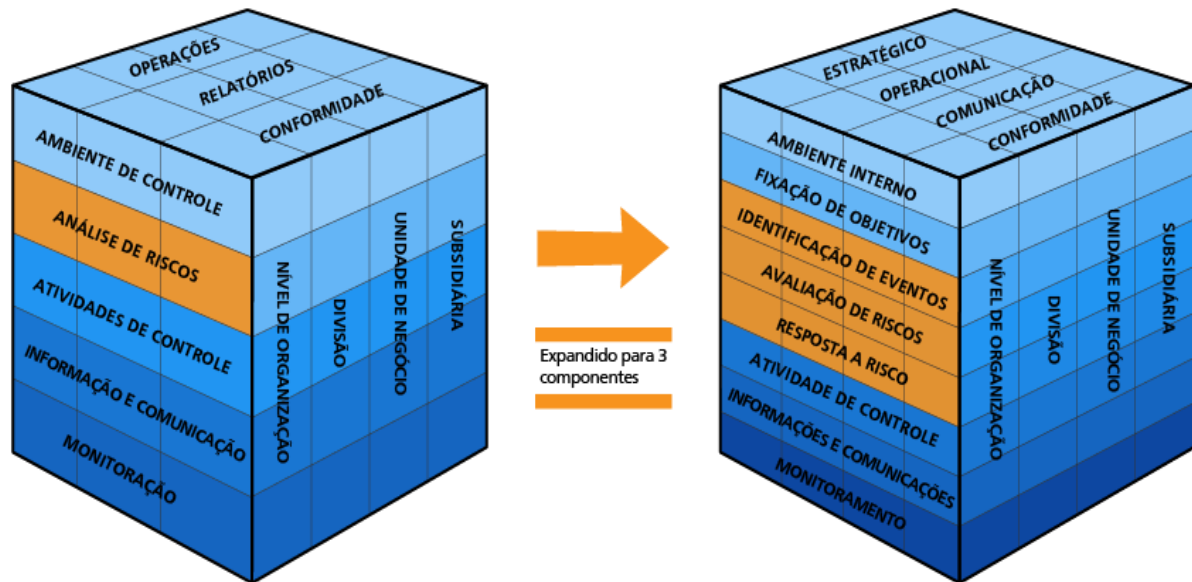 OPERAÇÕES
RELATÓRIOS
CONFORMIDADE
AMBIENTE DE CONTROLE
ANÁLISE DE RISCOS
ATIVIDADES DE CONTROLE
INFORMAÇÃO E COMUNICAÇÃO
MONITORAÇÃO
NÍVEL DE ORGANIZAÇÃO
DIVISÃO
UNIDADE DE NEGÓCIO
SUBSIDIÁRIA
Expandido para 3
componentes
ESTRATÉGICO
OPERACIONAL
COMUNICAÇÃO
CONFORMIDADE
AMBIENTE INTERNO
FIXAÇÃO DE OBJETIVOS
IDENTIFICAÇÃO DE EVENTOS
AVALIAÇÃO DE RISCOS
RESPOSTA A RISCO
ATIVIDADE DE CONTROLE
INFORMAÇÕES E COMUNICAÇÕES
MONITORAMENTO
NÍVEL DE ORGANIZAÇÃO
DIVISÃO
UNIDADE DE NEGÓCIO
SUBSIDIÁRIA